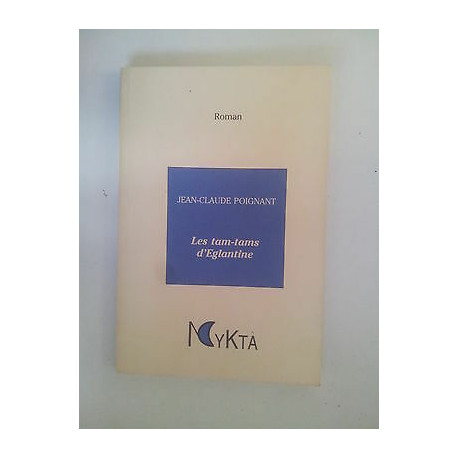 Roman
JEAN-CLAUDE POIGNANT
Les tam-tams
d'Eglantine
NyKTA